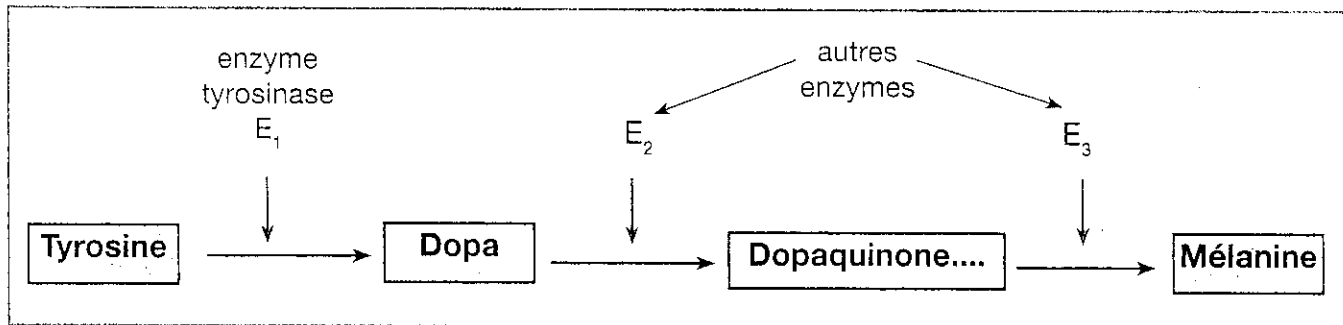 enzyme
tyrosinase
E₁
autres
enzymes
E₂
E₃
Tyrosine
Dopa
Dopaquinone....
Mélanine